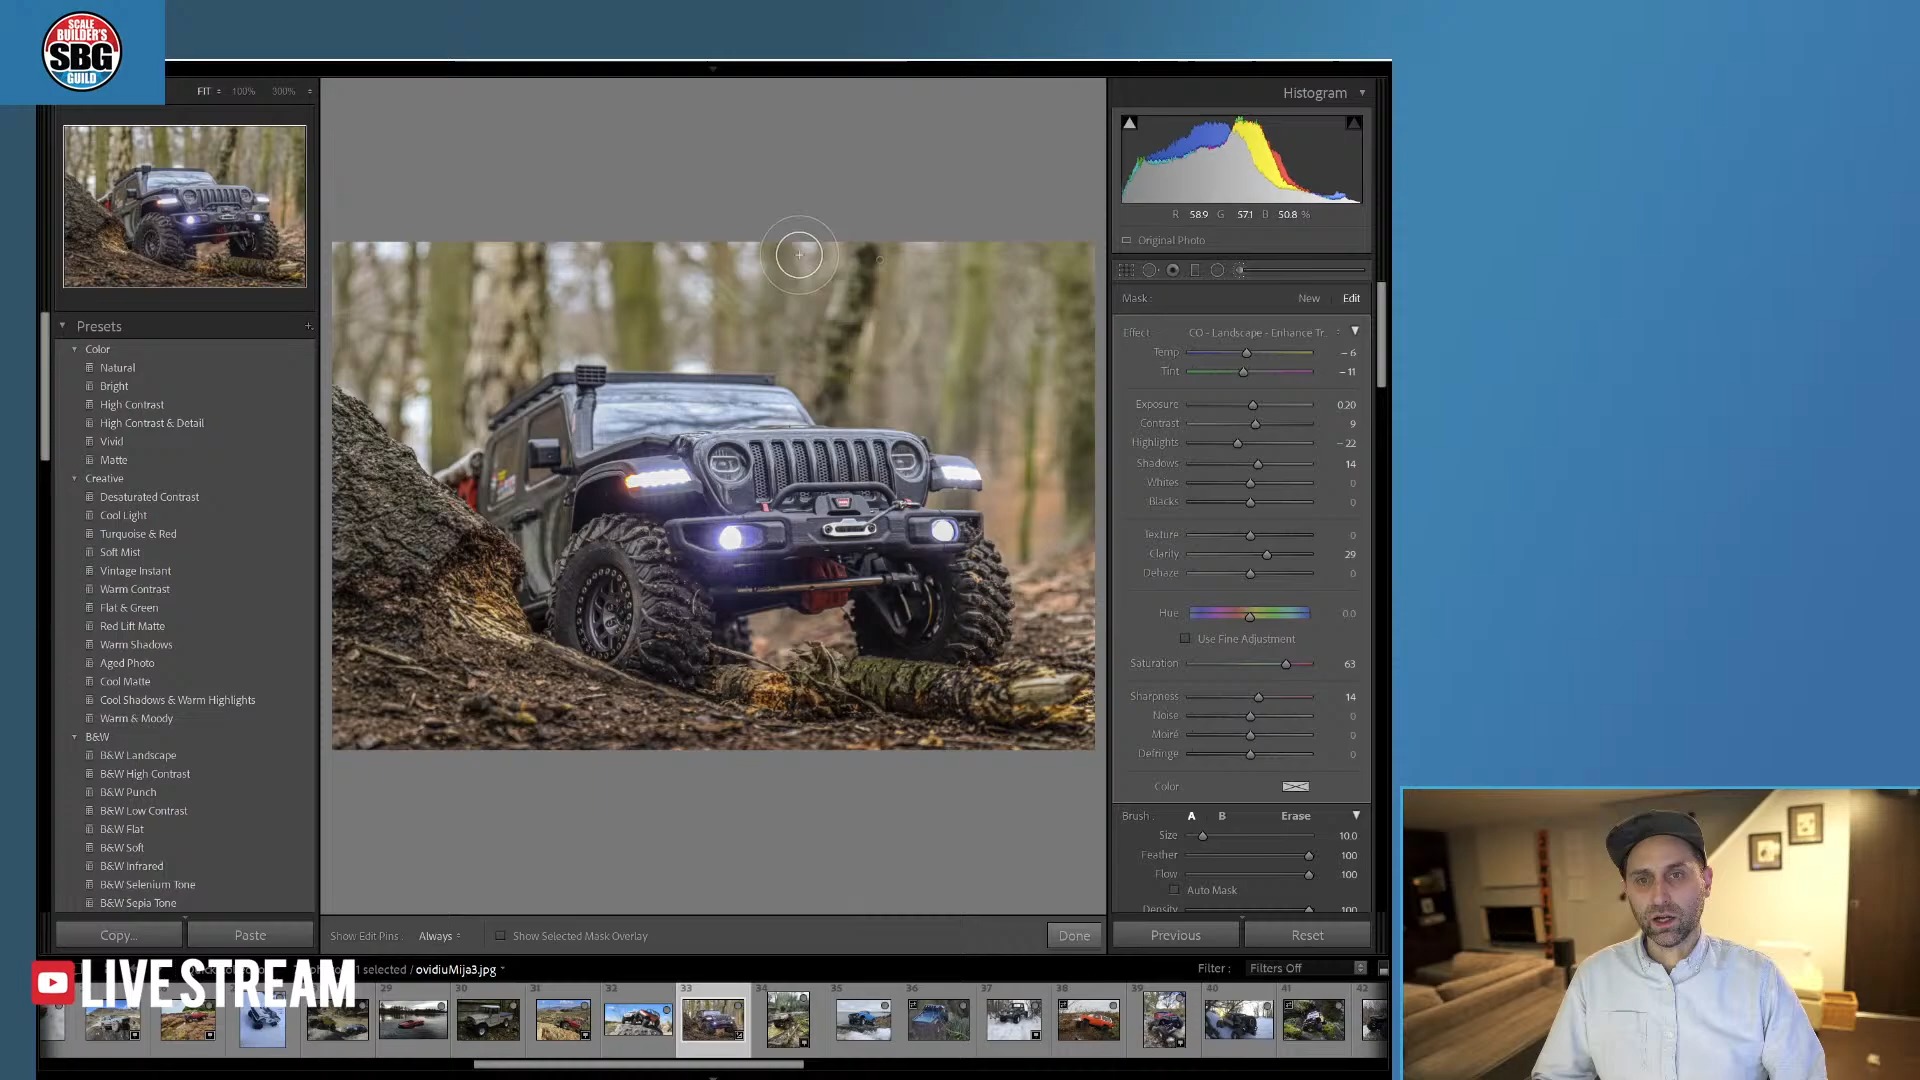 SCALE
BUILDER'S
SBG
GUILD
FIT 100% 300%
Presets
Color
Natural
Bright
High Contrast
High Contrast & Detail
Vivid
Matte
Creative
Desaturated Contrast
Cool Light
Turquoise & Red
Soft Mist
Vintage Instant
Warm Contrast
Flat & Green
Red Lift Matte
Warm Shadows
Aged Photo
Cool Matte
Cool Shadows & Warm Highlights
Warm & Moody
B&W
B&W Landscape
B&W High Contrast
B&W Punch
B&W Low Contrast
B&W Flat
B&W Soft
B&W Infrared
B&W Selenium Tone
B&W Sepia Tone
Copy... Paste
Show Edit Pins: Always Show Selected Mask Overlay Done
Histogram
R 58.9 G 57.1 B 50.8 %
Original Photo
Mask : New Edit
Effect : CO - Landscape - Enhance Tr...
Temp - 6
Tint - 11
Exposure 0.20
Contrast 9
Highlights - 22
Shadows 14
Whites 0
Blacks 0
Texture 0
Clarity 29
Dehaze 0
Hue 0.0
Use Fine Adjustment
Saturation 63
Sharpness 14
Noise 0
Moiré 0
Defringe 0
Color
Brush : A B Erase
Size 10.0
Feather 100
Flow 100
Auto Mask
Density 100
Previous Reset
1 selected / ovidiuMija3.jpg
Filter : Filters Off
LIVE STREAM
29 30 31 32 33 34 35 36 37 38 39 40 41 42